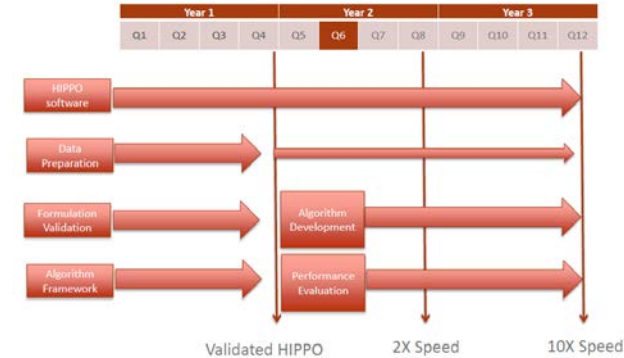 Year 1 Year 2 Year 3
Q1 Q2 Q3 Q4 Q5 Q6 Q7 Q8 Q9 Q10 Q11 Q12
HIPPO
software
Data
Preparation
Formulation
Validation
Algorithm
Development
Algorithm
Framework
Performance
Evaluation
Validated HIPPO 2X Speed 10X Speed